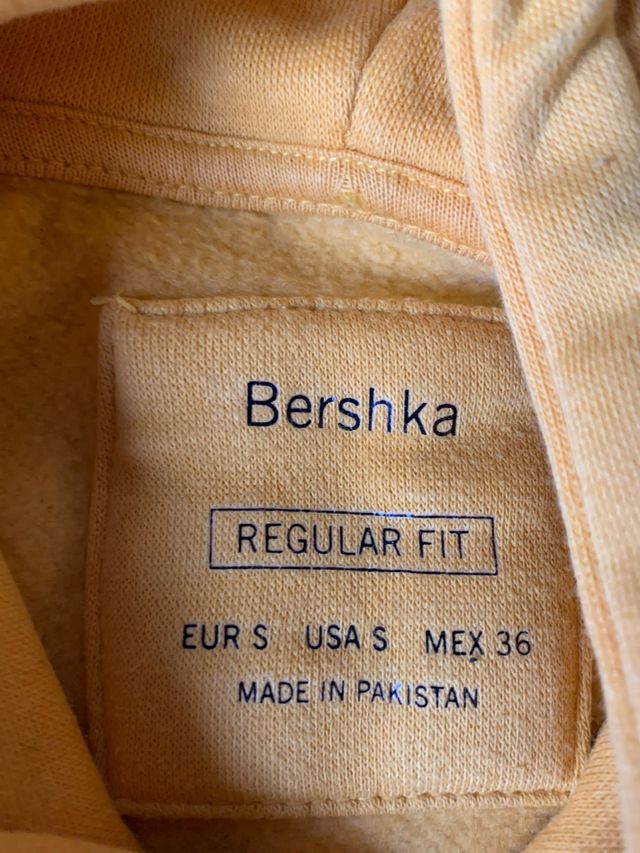 Bershka
REGULAR FIT
EUR S USA S MEX 36
MADE IN PAKISTAN